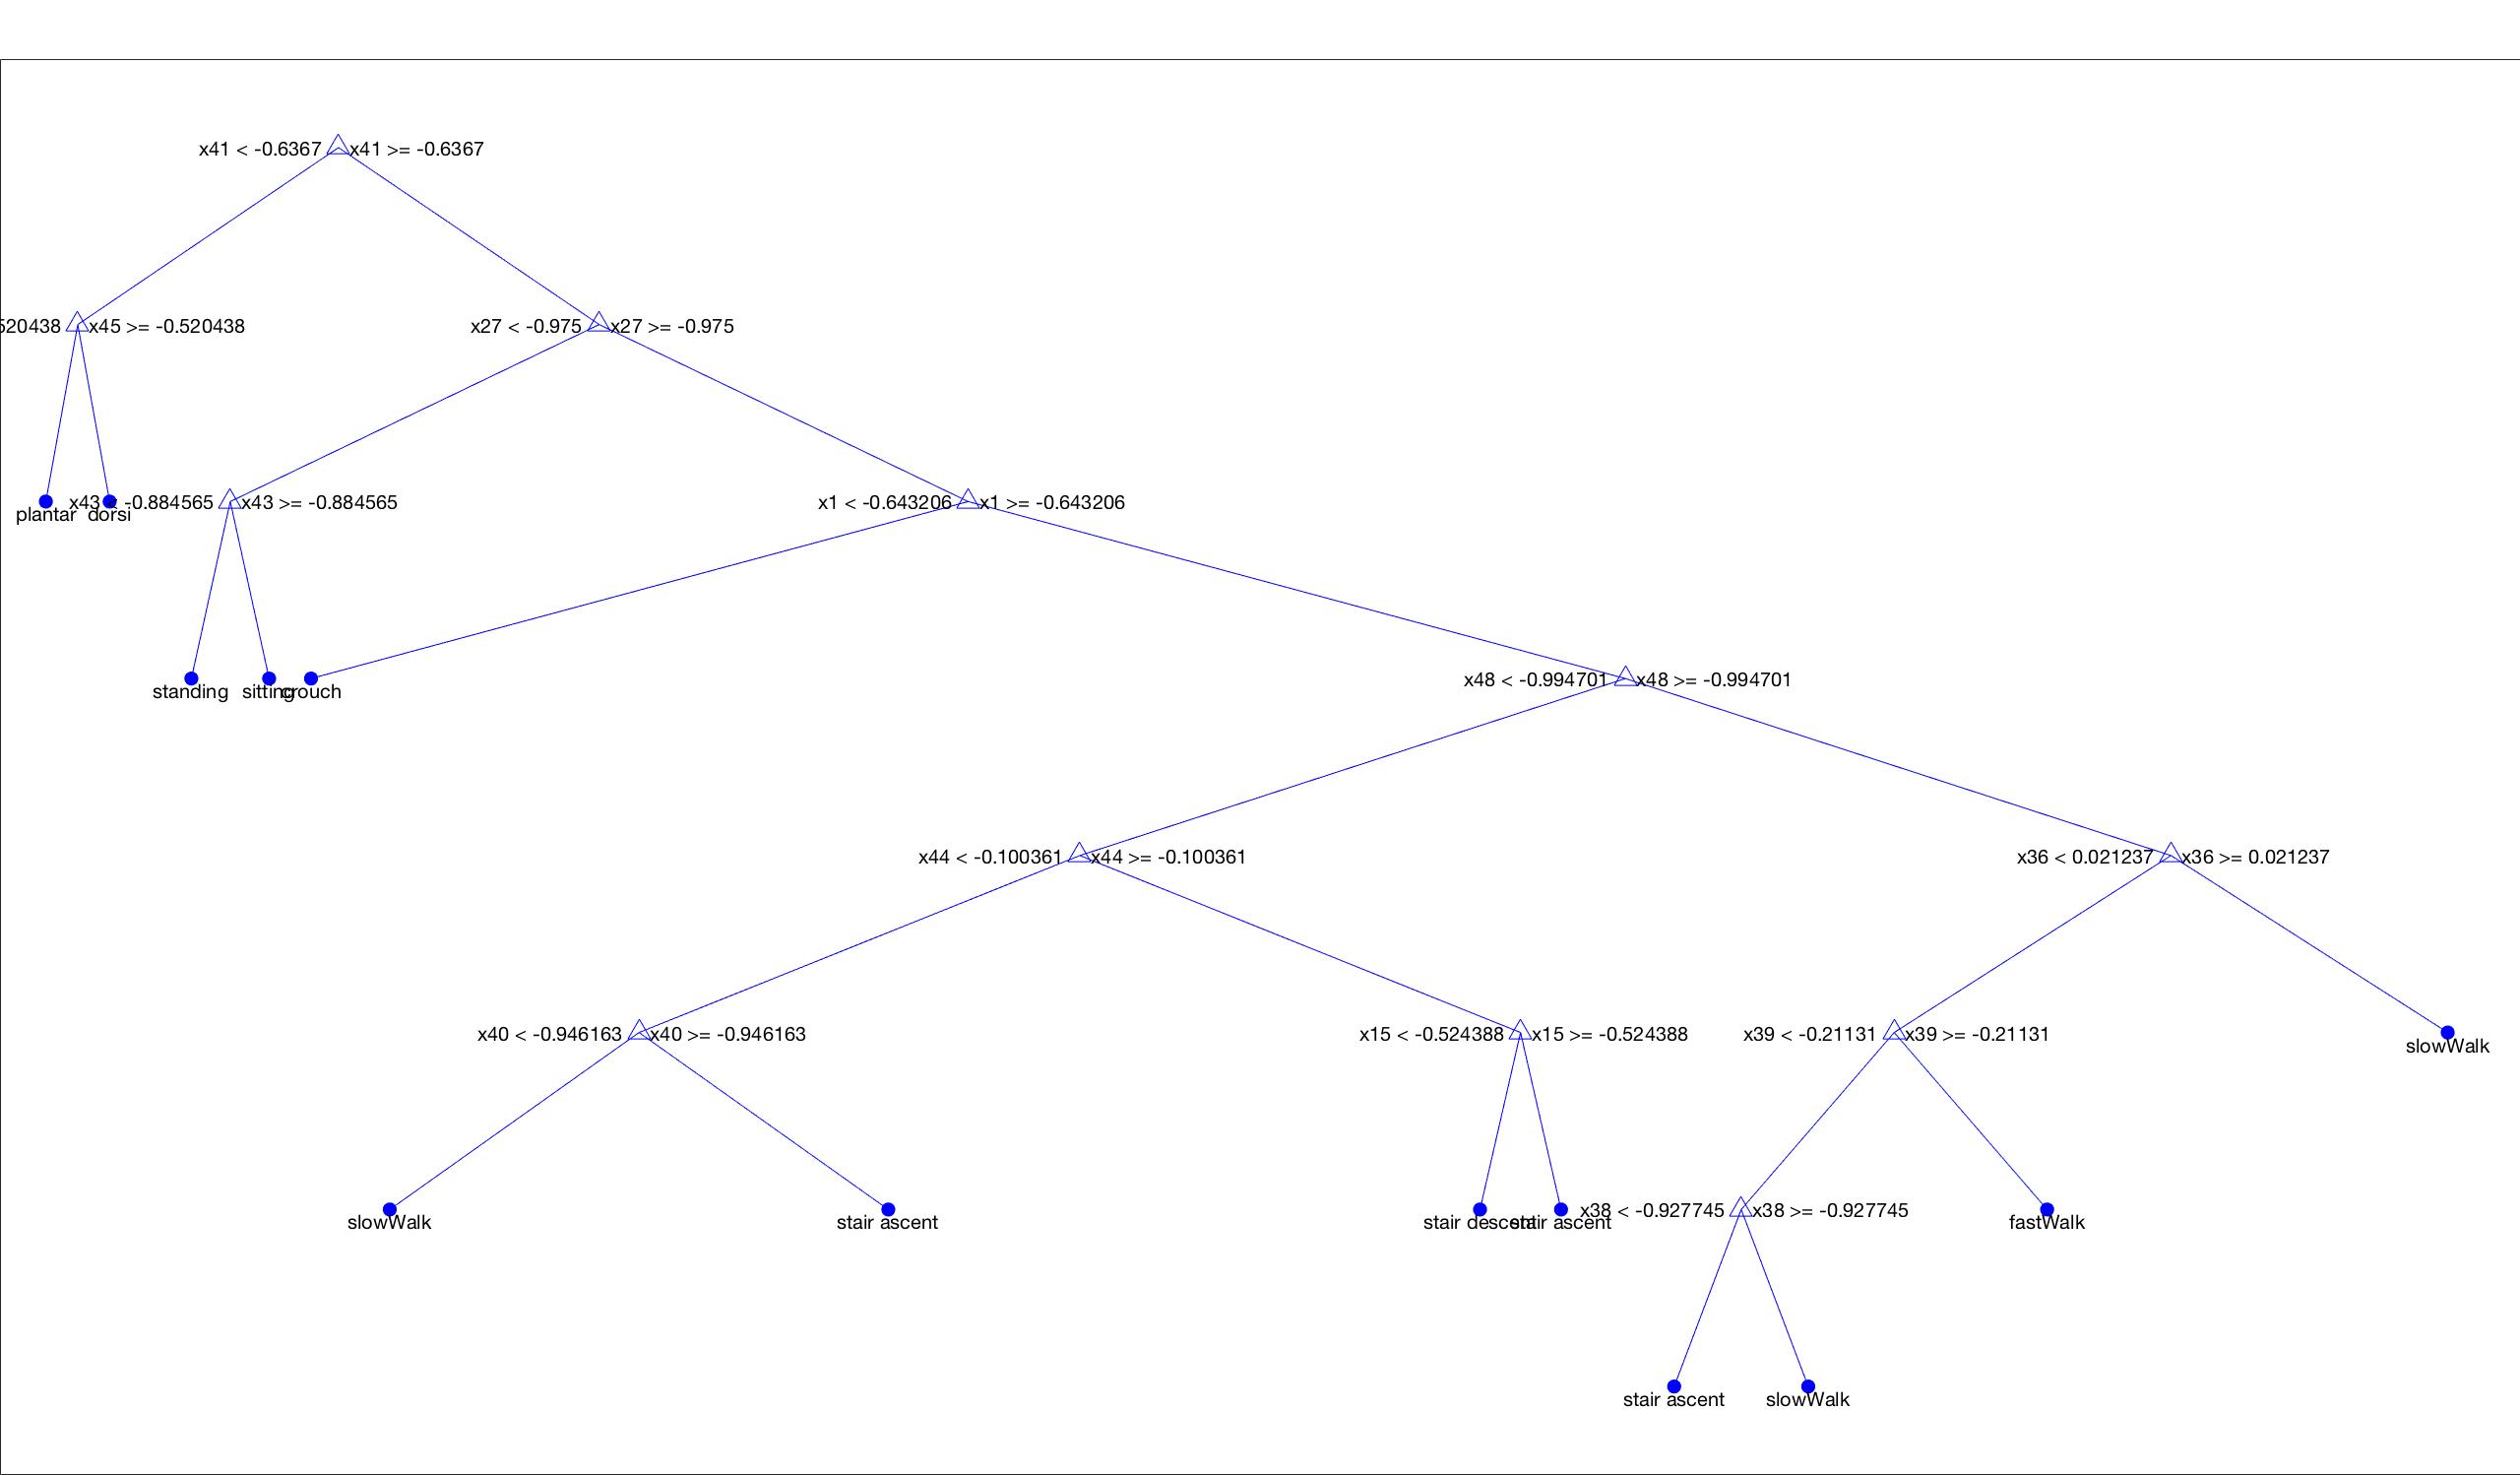 x41 < -0.6367 x41 >= -0.6367
520438 x45 >= -0.520438 x27 < -0.975 x27 >= -0.975
x43 < -0.884565 x43 >= -0.884565 x1 < -0.643206 x1 >= -0.643206
plantar dorsi
x48 < -0.994701 x48 >= -0.994701
standing sitting crouch
x44 < -0.100361 x44 >= -0.100361 x36 < 0.021237 x36 >= 0.021237
x40 < -0.946163 x40 >= -0.946163 x15 < -0.524388 x15 >= -0.524388 x39 < -0.21131 x39 >= -0.21131
slowWalk
x38 < -0.927745 x38 >= -0.927745
slowWalk stair ascent stair descent stair ascent fastWalk
stair ascent slowWalk